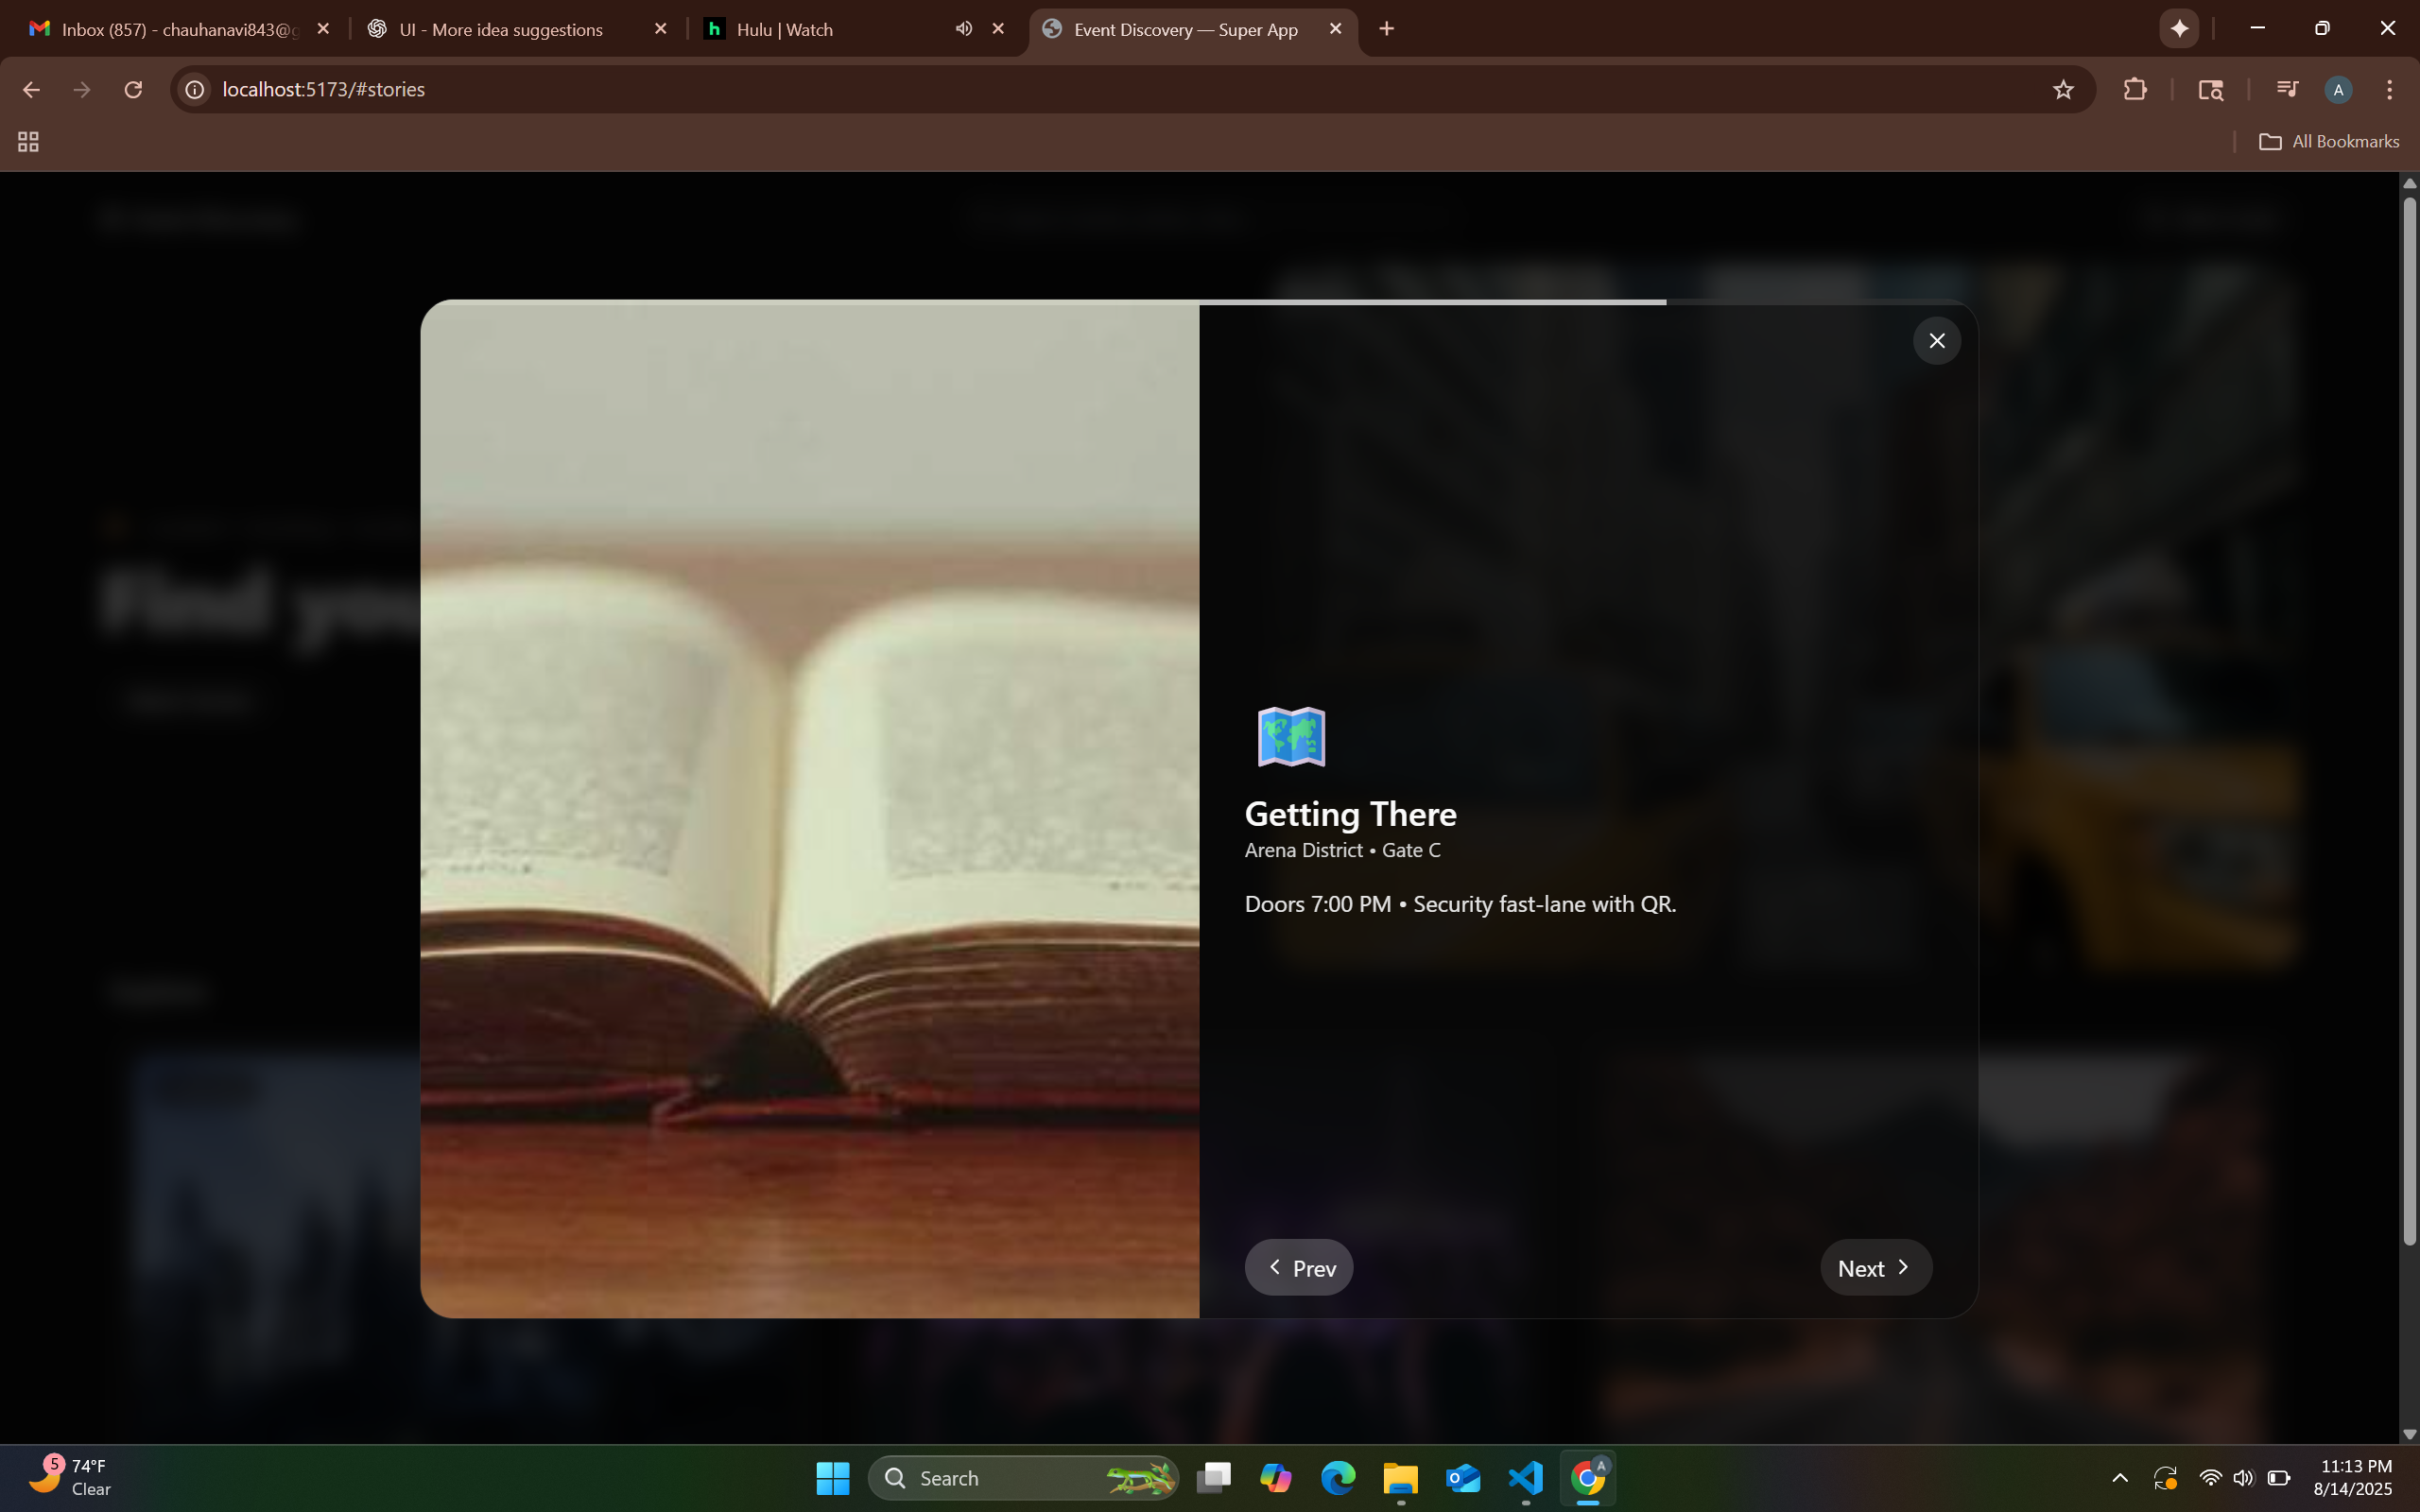 Inbox (857) - chauhanavi843@g
UI - More idea suggestions
Hulu | Watch
Event Discovery — Super App
localhost:5173/#stories
A
All Bookmarks
Find you
Getting There
Arena District • Gate C
Doors 7:00 PM • Security fast-lane with QR.
Prev
Next
5
74°F
Clear
Search
A
11:13 PM
8/14/2025